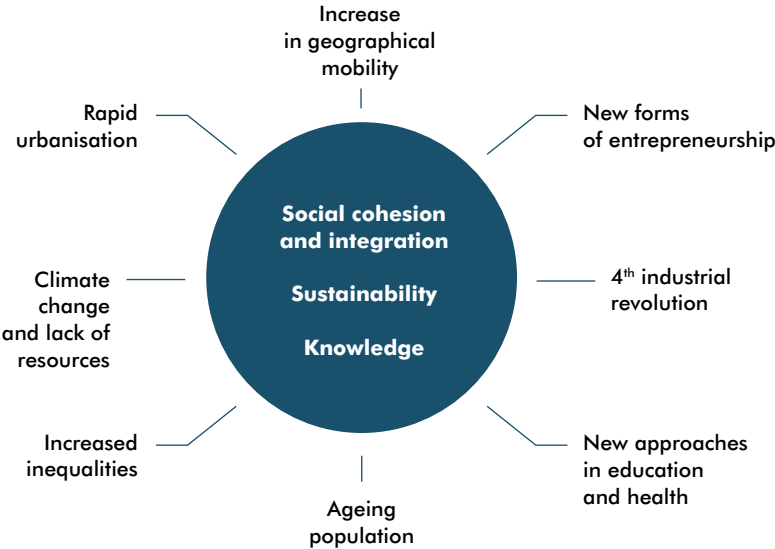 Increase
in geographical
mobility
Rapid
urbanisation
New forms
of entrepreneurship
Social cohesion
and integration
Sustainability
Knowledge
Climate
change
and lack of
resources
4th industrial
revolution
Increased
inequalities
New approaches
in education
and health
Ageing
population